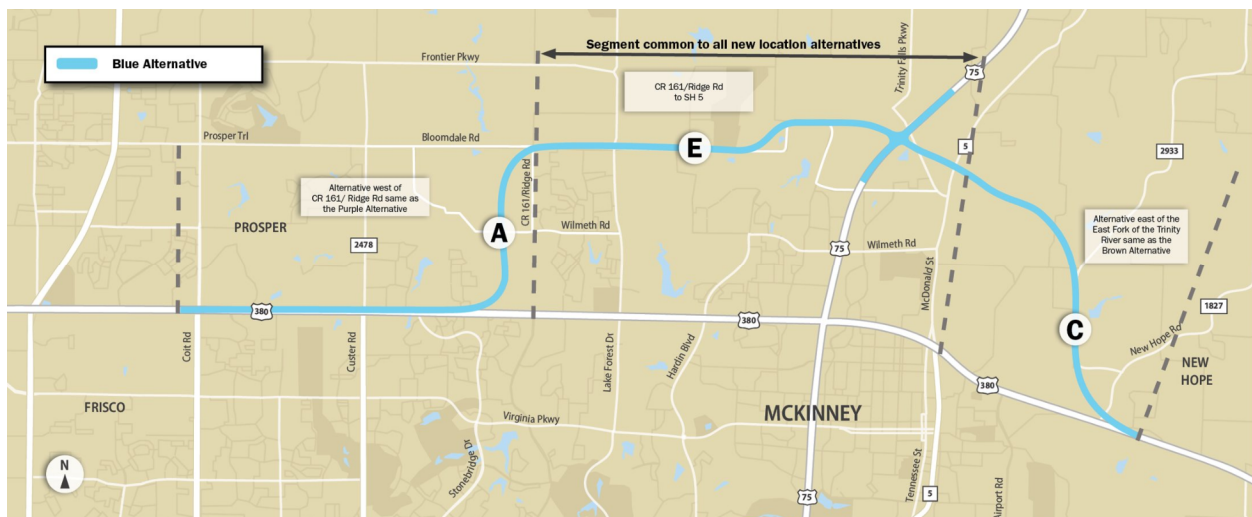 Blue Alternative
Segment common to all new location alternatives
Frontier Pkwy
CR 161/Ridge Rd
to SH 5
Trinity Falls Pkwy
75
Prosper Trl
Bloomdale Rd
E
5
2933
Alternative west of
CR 161/ Ridge Rd same as
the Purple Alternative
CR 161/Ridge Rd
PROSPER
A
Wilmeth Rd
2478
Wilmeth Rd
75
McDonald St
Alternative east of the
East Fork of the Trinity
River same as the
Brown Alternative
380
380
C
1827
New Hope Rd
NEW
HOPE
Coit Rd
Custer Rd
Lake Forest Dr
Hardin Blvd
380
FRISCO
Virginia Pkwy
MCKINNEY
Stonebridge Dr
Tennessee St
N
75
5
Airport Rd